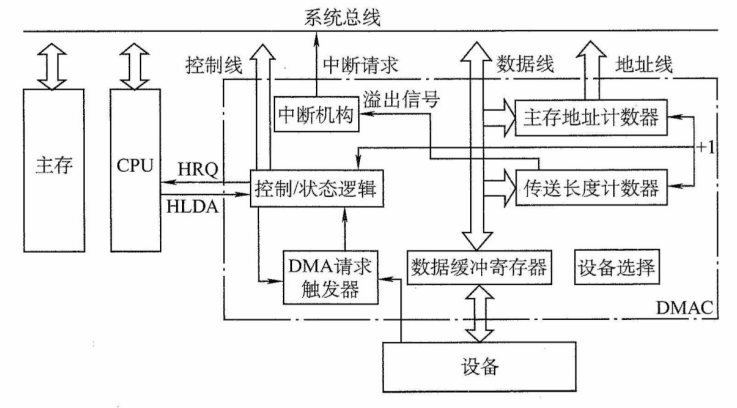 系统总线
控制线
中断请求
数据线
地址线
溢出信号
中断机构
主存地址计数器
主存
CPU
HRQ
HLDA
+1
控制/状态逻辑
传送长度计数器
DMA请求
触发器
数据缓冲寄存器
设备选择
DMAC
设备